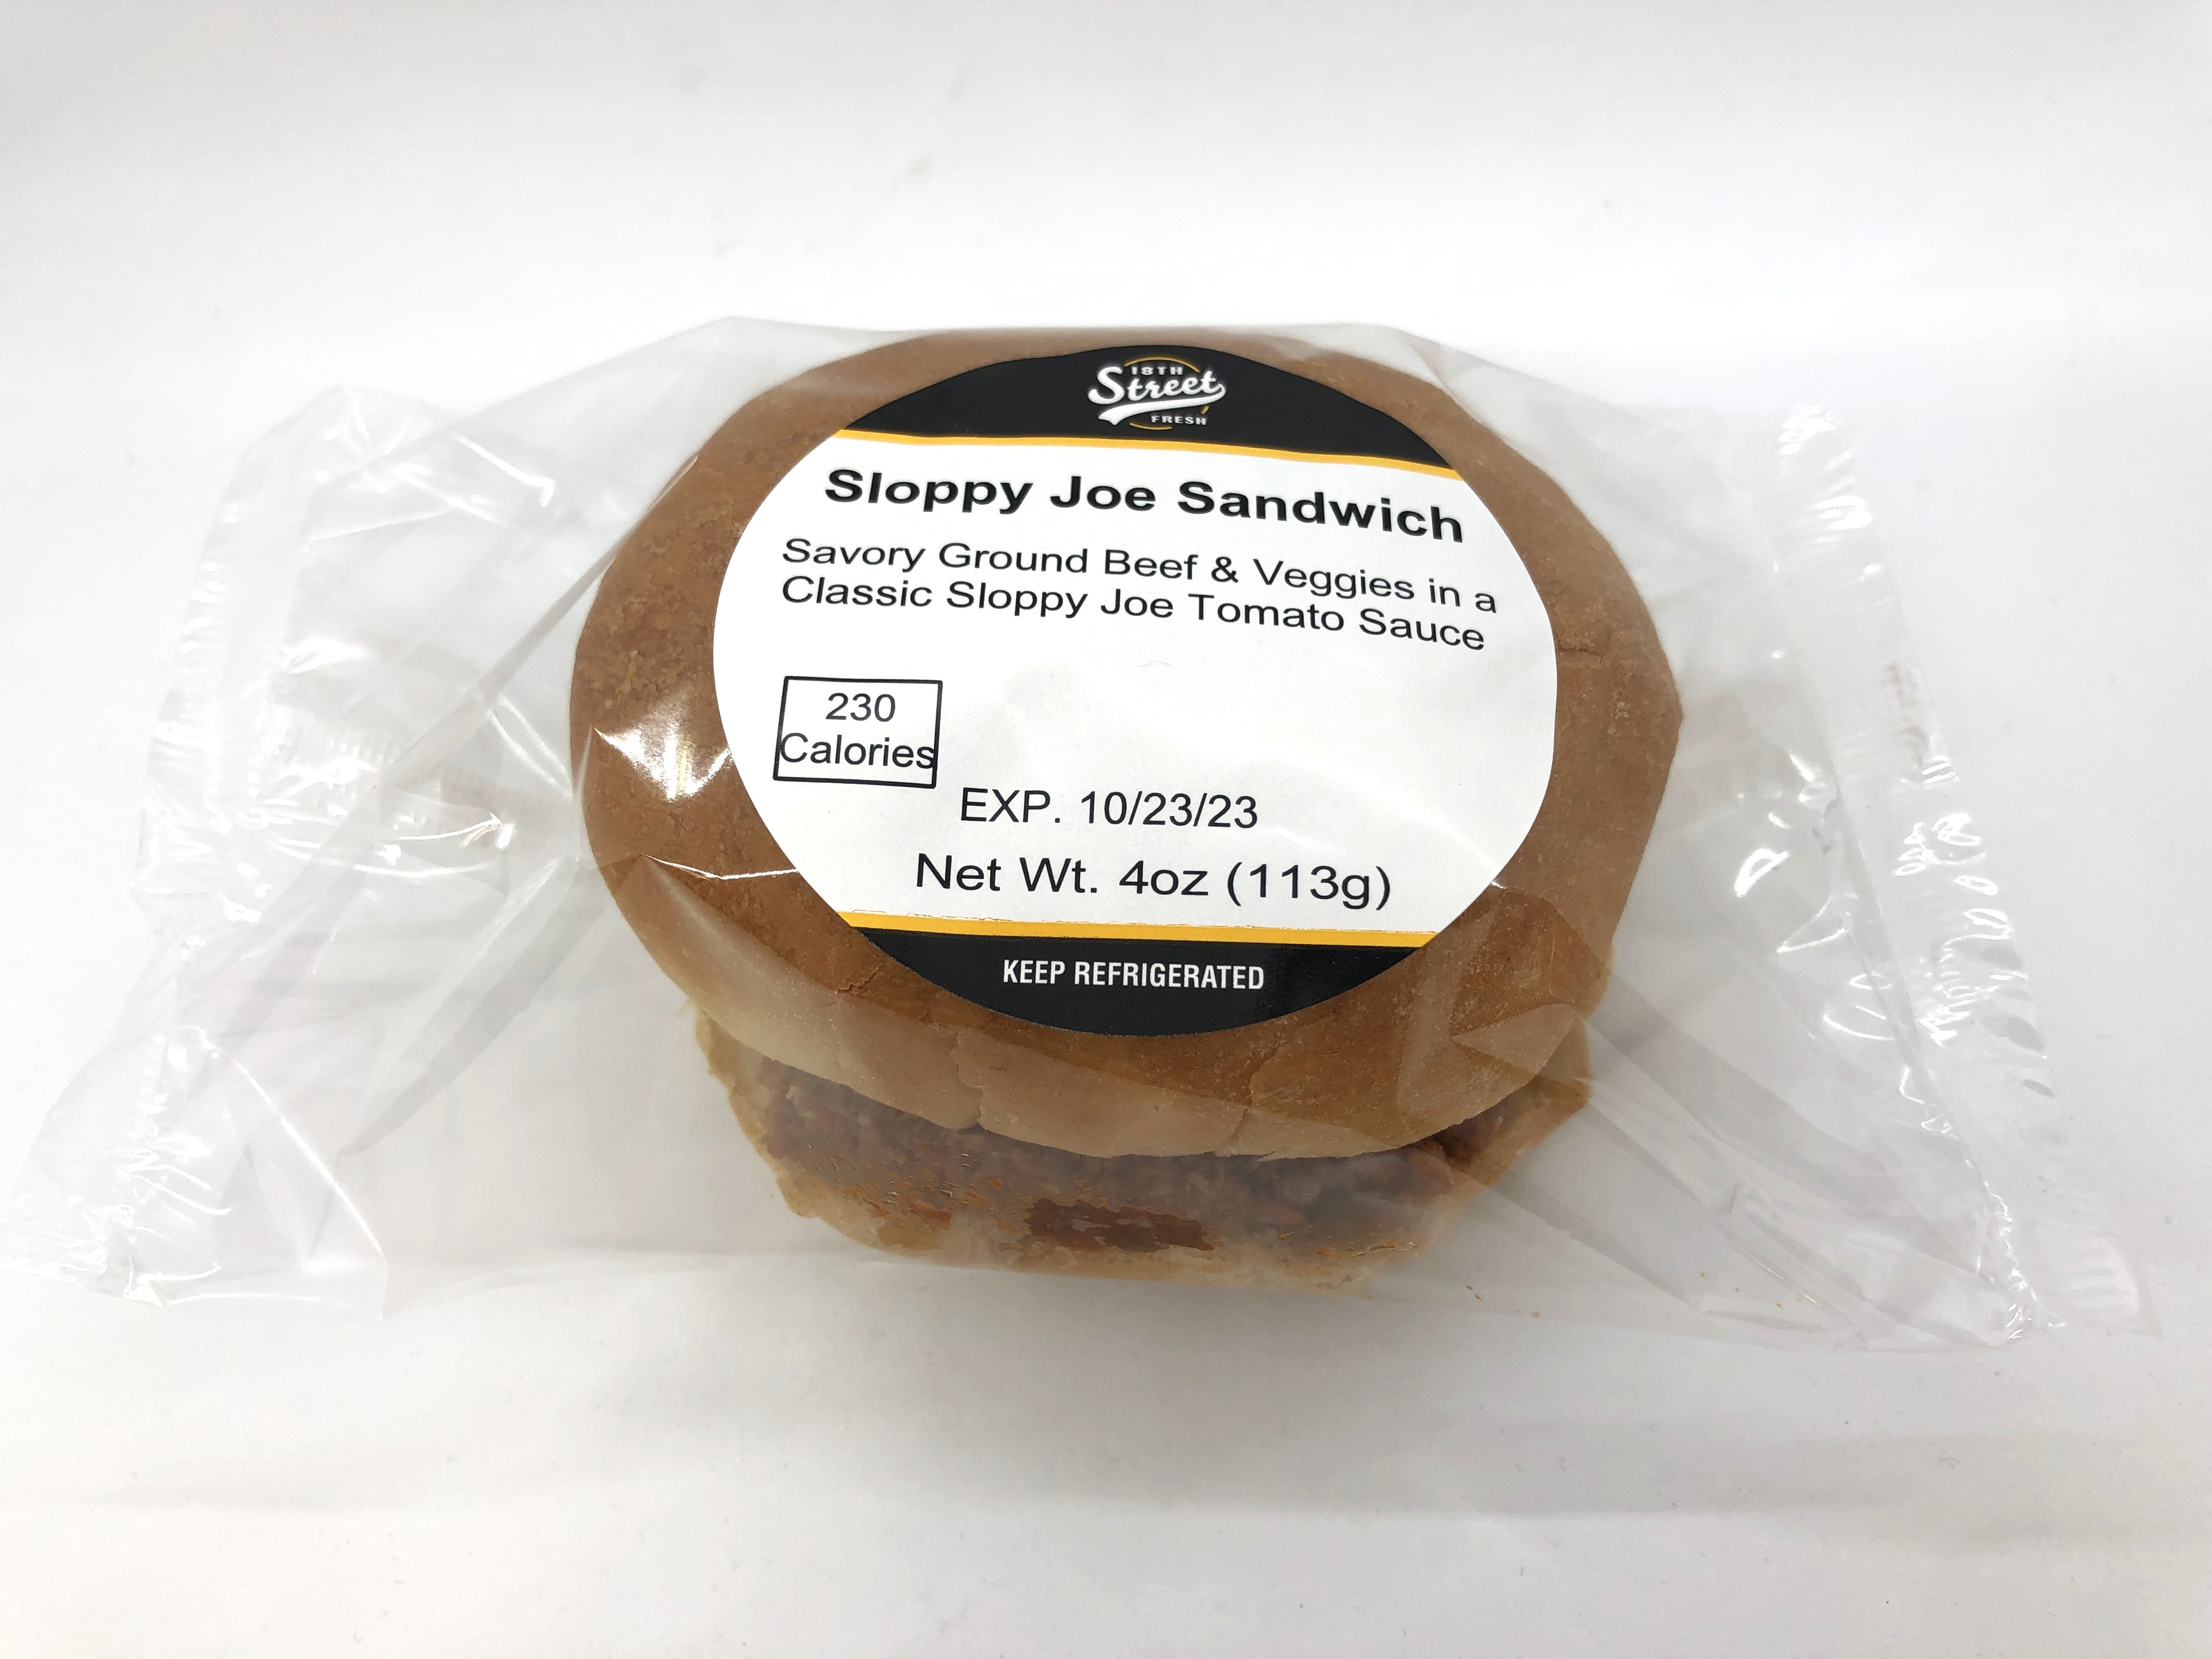 18TH
Street
FRESH
Sloppy Joe Sandwich
Savory Ground Beef & Veggies in a
Classic Sloppy Joe Tomato Sauce
230
Calories
EXP. 10/23/23
Net Wt. 4oz (113g)
KEEP REFRIGERATED